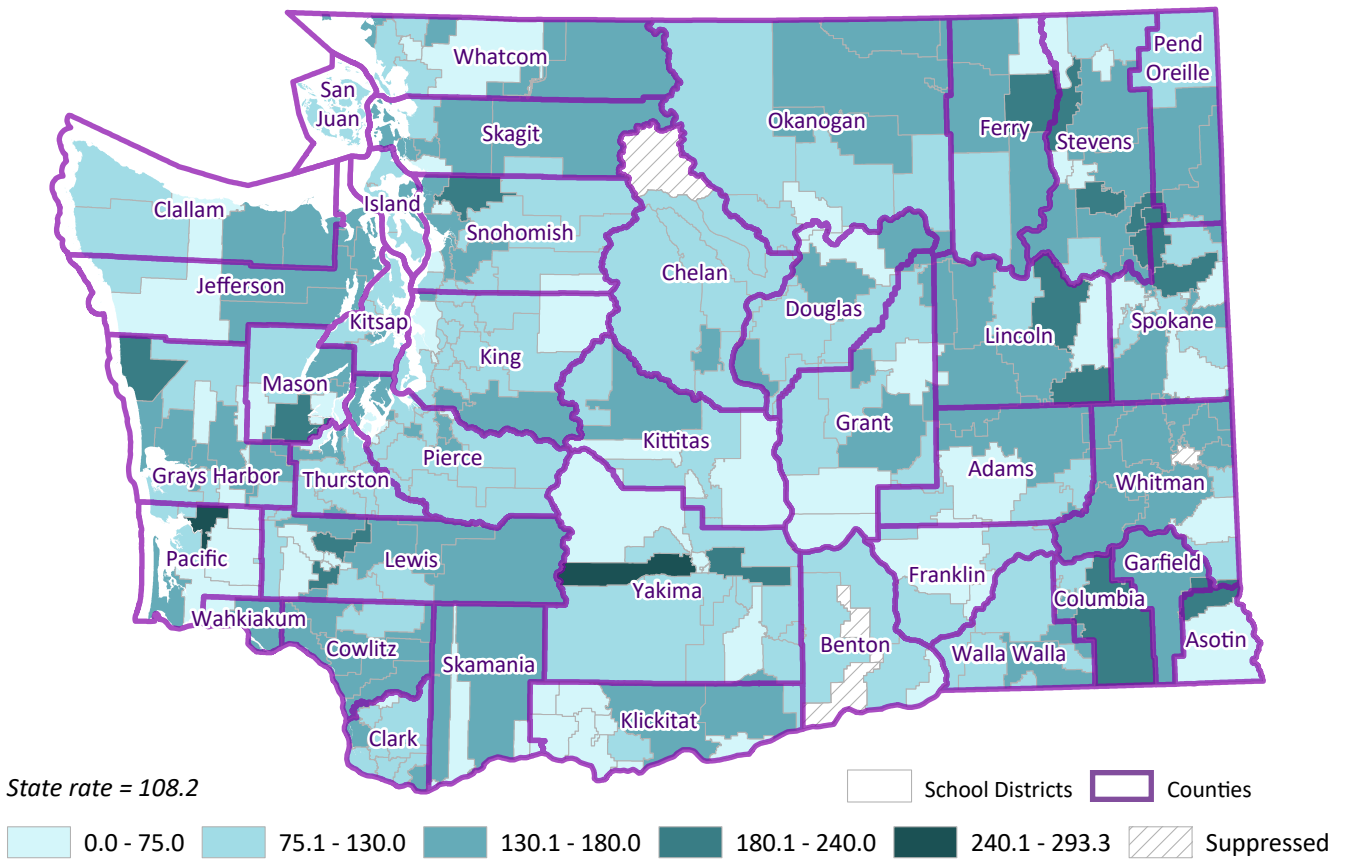 Whatcom
Pend
Oreille
San
Juan
Skagit
Okanogan
Ferry
Stevens
Clallam
Island
Snohomish
Chelan
Jefferson
Douglas
Kitsap
Lincoln
Spokane
King
Mason
Grant
Kittitas
Pierce
Adams
Grays Harbor
Thurston
Whitman
Pacific
Lewis
Garfield
Franklin
Yakima
Columbia
Wahkiakum
Benton
Asotin
Cowlitz
Skamania
Walla Walla
Klickitat
Clark
State rate = 108.2
School Districts
Counties
0.0 - 75.0
75.1 - 130.0
130.1 - 180.0
180.1 - 240.0
240.1 - 293.3
Suppressed